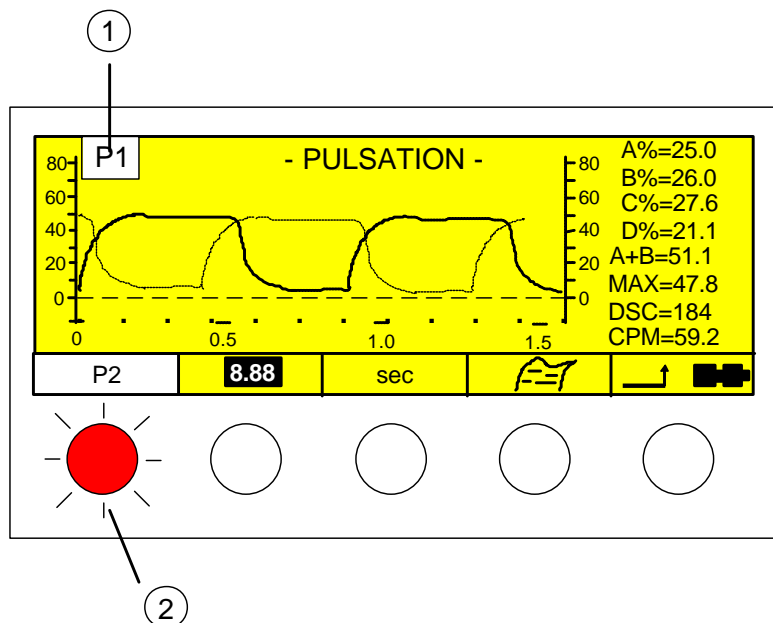 1
P1
- PULSATION -
80
60
40
20
0
80
60
40
20
0
0
0.5
1.0
1.5
A%=25.0
B%=26.0
C%=27.6
D%=21.1
A+B=51.1
MAX=47.8
DSC=184
CPM=59.2
P2
8.88
sec
2